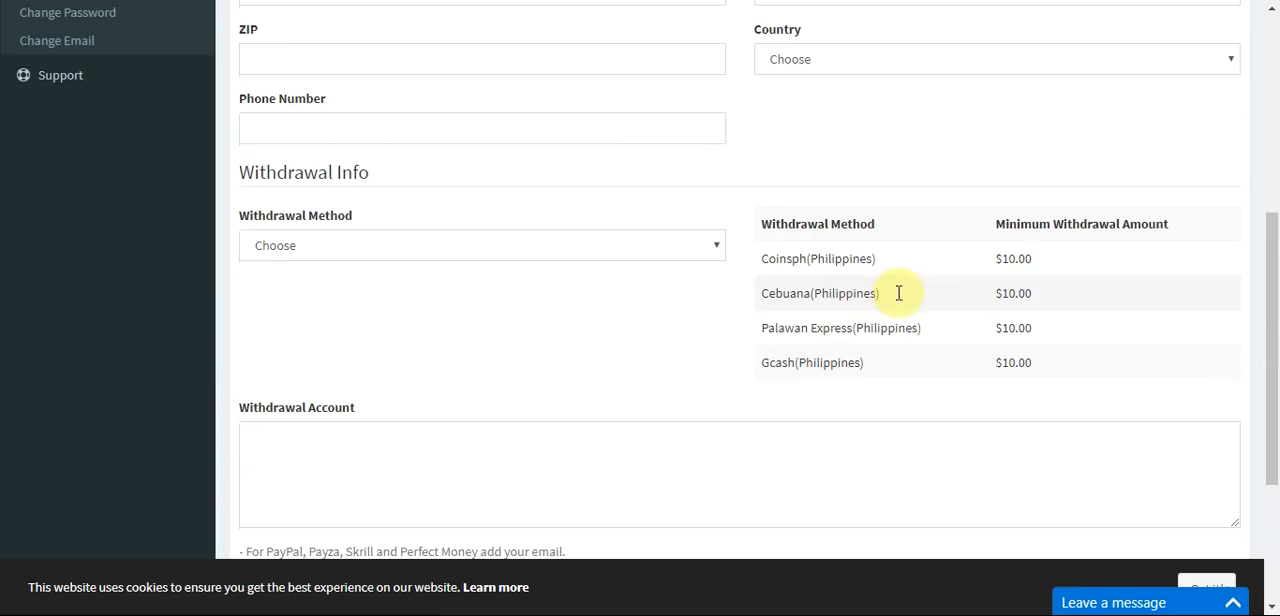 Change Password
Change Email
Support
ZIP
Country
Choose
Phone Number
Withdrawal Info
Withdrawal Method
Choose
Withdrawal Method Minimum Withdrawal Amount
Coinsph(Philippines) $10.00
Cebuana(Philippines) $10.00
Palawan Express(Philippines) $10.00
Gcash(Philippines) $10.00
Withdrawal Account
- For PayPal, Payza, Skrill and Perfect Money add your email.
This website uses cookies to ensure you get the best experience on our website. Learn more
Leave a message